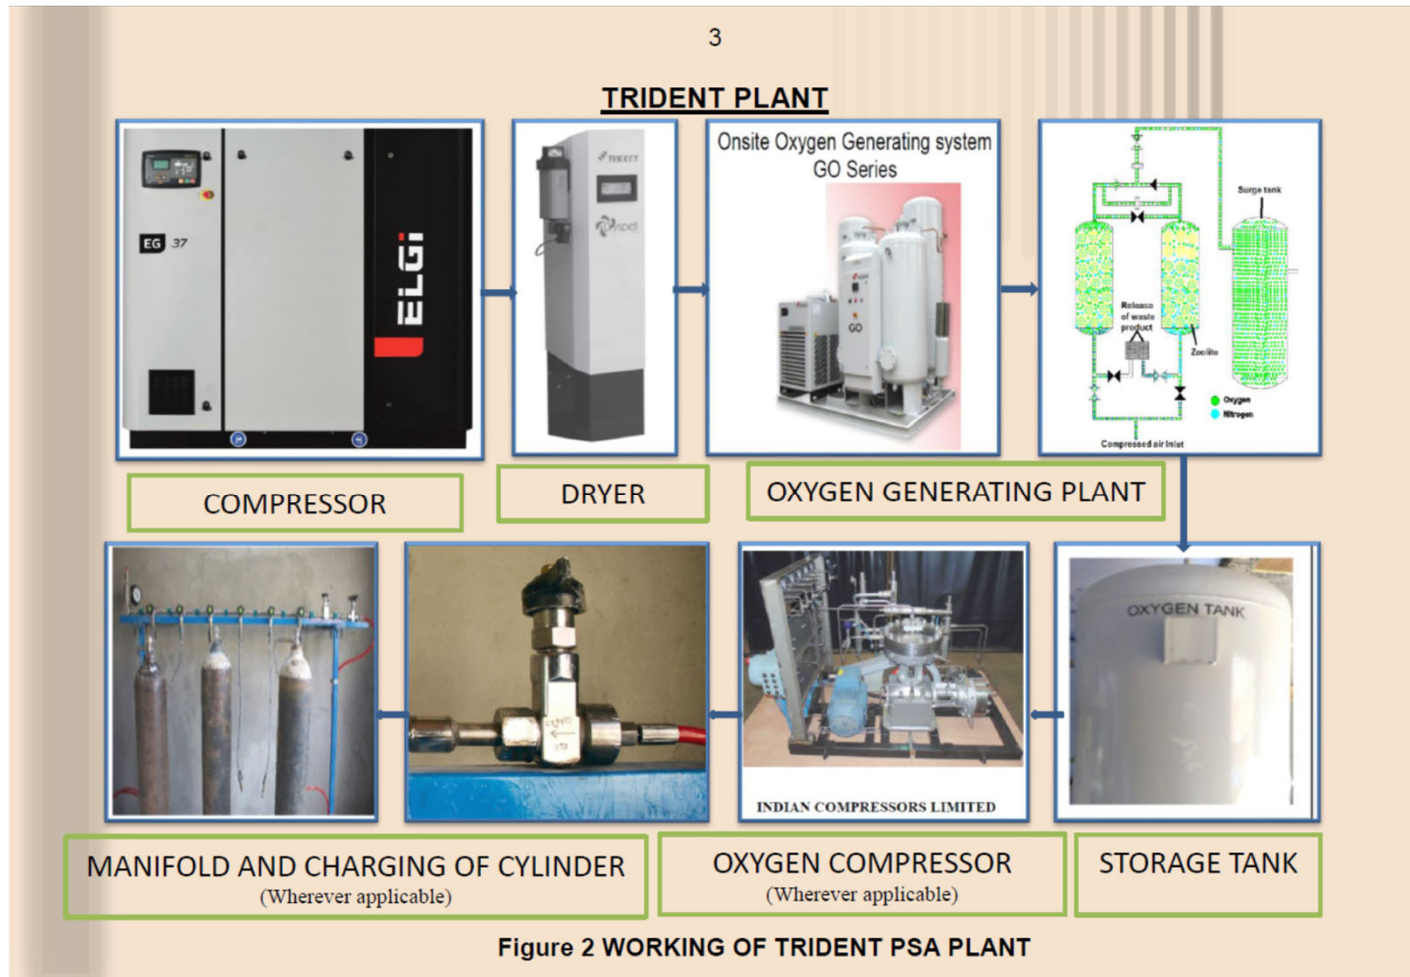 3
TRIDENT PLANT
EG 37
ELGi
TRIDENT
Onsite Oxygen Generating system
GO Series
GO
Surge tank
Release
of waste
product
Zeolite
Oxygen
Nitrogen
Compressed air Inlet
COMPRESSOR
DRYER
OXYGEN GENERATING PLANT
OXYGEN TANK
INDIAN COMPRESSORS LIMITED
MANIFOLD AND CHARGING OF CYLINDER
(Wherever applicable)
OXYGEN COMPRESSOR
(Wherever applicable)
STORAGE TANK
Figure 2 WORKING OF TRIDENT PSA PLANT